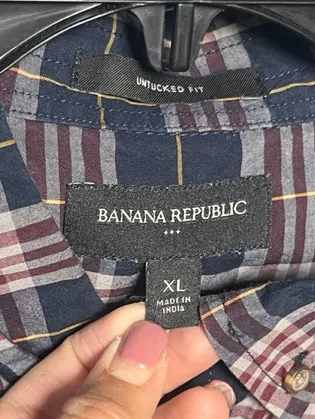 UNTUCKED FIT
BANANA REPUBLIC
XL
MADE IN
INDIA